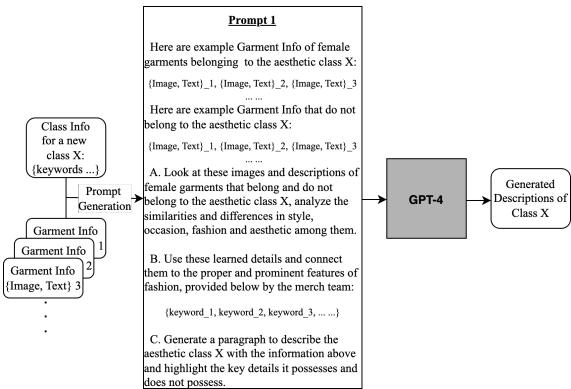 Prompt 1
Here are example Garment Info of female
garments belonging to the aesthetic class X:
{Image, Text}_1, {Image, Text}_2, {Image, Text}_3
... ...
Here are example Garment Info that do not
belong to the aesthetic class X:
{Image, Text}_1, {Image, Text}_2, {Image, Text}_3
... ...
A. Look at these images and descriptions of
female garments that belong and do not
belong to the aesthetic class X, analyze the
similarities and differences in style,
occasion, fashion and aesthetic among them.
B. Use these learned details and connect
them to the proper and prominent features of
fashion, provided below by the merch team:
{keyword_1, keyword_2, keyword_3, ... ...}
C. Generate a paragraph to describe the
aesthetic class X with the information above
and highlight the key details it possesses and
does not possess.
Class Info
for a new
class X:
{keywords ...}
Prompt
Generation
Garment Info
1
Garment Info
2
Garment Info
{Image, Text} 3
GPT-4
Generated
Descriptions of
Class X